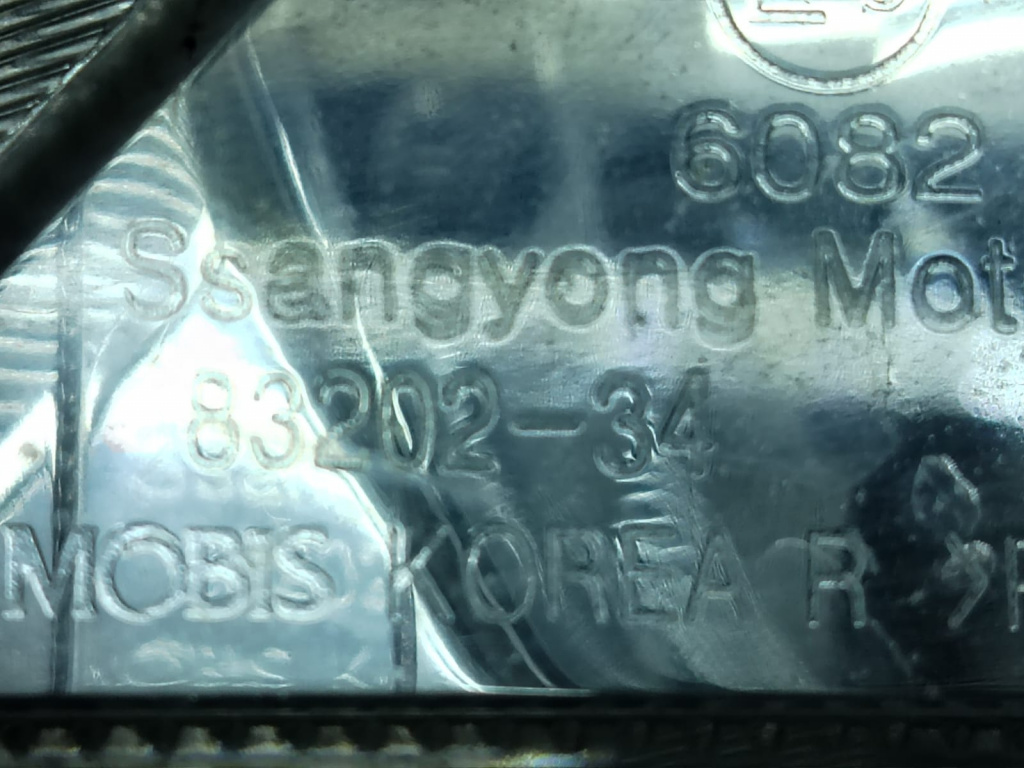 6082
Ssangyong Mot
83202-34
MOBIS KOREA R